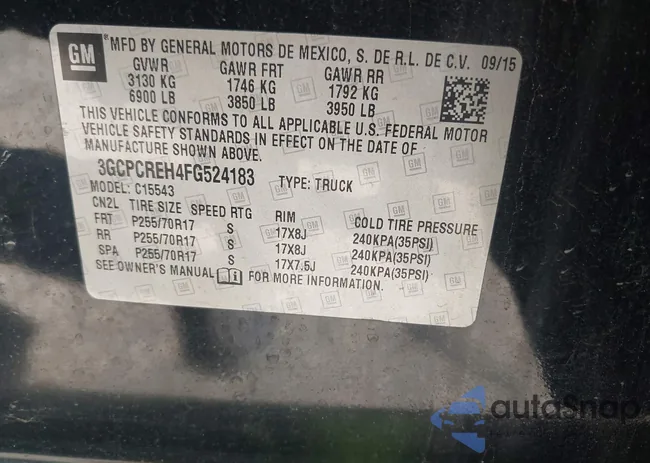 GM
® MFD BY GENERAL MOTORS DE MEXICO, S. DE R.L. DE C.V. 09/15
GVWR GAWR FRT GAWR RR
3130 KG 1746 KG 1792 KG
6900 LB 3850 LB 3950 LB
THIS VEHICLE CONFORMS TO ALL APPLICABLE U.S. FEDERAL MOTOR
VEHICLE SAFETY STANDARDS IN EFFECT ON THE DATE OF
MANUFACTURE SHOWN ABOVE.
3GCPCREH4FG524183 TYPE: TRUCK
MODEL: C15543
CN2L TIRE SIZE SPEED RTG RIM COLD TIRE PRESSURE
FRT P255/70R17 S 17X8J 240KPA(35PSI)
RR P255/70R17 S 17X8J 240KPA(35PSI)
SPA P255/70R17 S 17X7.5J 240KPA(35PSI)
SEE OWNER'S MANUAL FOR MORE INFORMATION.
autoSnap